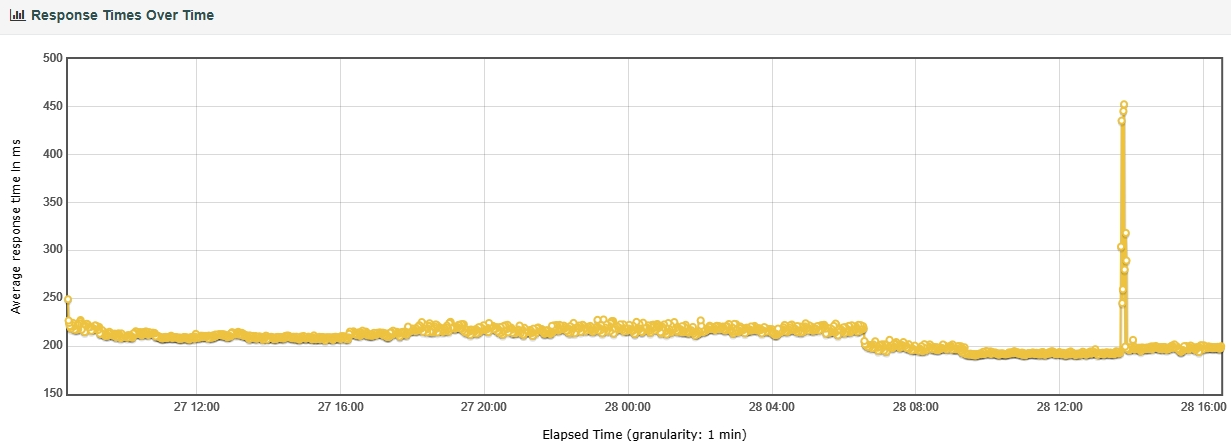 Response Times Over Time
500
450
400
350
300
250
200
150
Average response time in ms
27 12:00 27 16:00 27 20:00 28 00:00 28 04:00 28 08:00 28 12:00 28 16:00
Elapsed Time (granularity: 1 min)